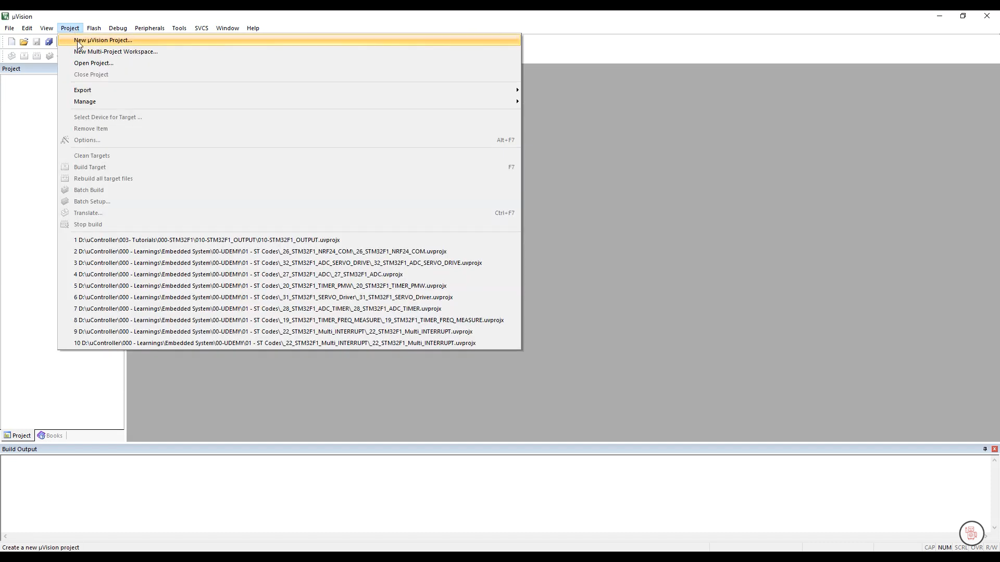 µVision
File Edit View Project Flash Debug Peripherals Tools SVCS Window Help
New µVision Project...
New Multi-Project Workspace...
Open Project...
Close Project
Project
Export
Manage
Select Device for Target ...
Remove Item
Options... Alt+F7
Clean Targets
Build Target F7
Rebuild all target files
Batch Build
Batch Setup...
Translate... Ctrl+F7
Stop build
1 D:\uController\003- Tutorials\000-STM32F1\010-STM32F1_OUTPUT\010-STM32F1_OUTPUT.uvprojx
2 D:\uController\000 - Learnings\Embedded System\00-UDEMY\01 - ST Codes\_26_STM32F1_NRF24_COM\_26_STM32F1_NRF24_COM.uvprojx
3 D:\uController\000 - Learnings\Embedded System\00-UDEMY\01 - ST Codes\_32_STM32F1_ADC_SERVO_DRIVE\_32_STM32F1_ADC_SERVO_DRIVE.uvprojx
4 D:\uController\000 - Learnings\Embedded System\00-UDEMY\01 - ST Codes\_27_STM32F1_ADC\_27_STM32F1_ADC.uvprojx
5 D:\uController\000 - Learnings\Embedded System\00-UDEMY\01 - ST Codes\_20_STM32F1_TIMER_PMW\_20_STM32F1_TIMER_PMW.uvprojx
6 D:\uController\000 - Learnings\Embedded System\00-UDEMY\01 - ST Codes\_31_STM32F1_SERVO_Driver\_31_STM32F1_SERVO_Driver.uvprojx
7 D:\uController\000 - Learnings\Embedded System\00-UDEMY\01 - ST Codes\_28_STM32F1_ADC_TIMER\_28_STM32F1_ADC_TIMER.uvprojx
8 D:\uController\000 - Learnings\Embedded System\00-UDEMY\01 - ST Codes\_19_STM32F1_TIMER_FREQ_MEASURE\_19_STM32F1_TIMER_FREQ_MEASURE.uvprojx
9 D:\uController\000 - Learnings\Embedded System\00-UDEMY\01 - ST Codes\_22_STM32F1_Multi_INTERRUPT\_22_STM32F1_Multi_INTERRUPT.uvprojx
10 D:\uController\000 - Learnings\Embedded System\00-UDEMY\01 - ST Codes\_22_STM32F1_Multi_INTERRUPT\_22_STM32F1_Multi_INTERRUPT.uvprojx
Project Books
Build Output
Create a new µVision project
CAP NUM SCRL OVR R/W